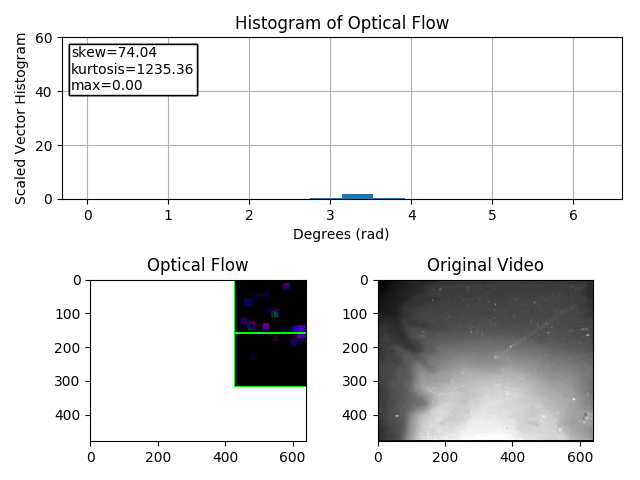 Histogram of Optical Flow
60
40
20
0
Scaled Vector Histogram
skew=74.04
kurtosis=1235.36
max=0.00
0 1 2 3 4 5 6
Degrees (rad)
Optical Flow
0
100
200
300
400
0 200 400 600
Original Video
0
100
200
300
400
0 200 400 600